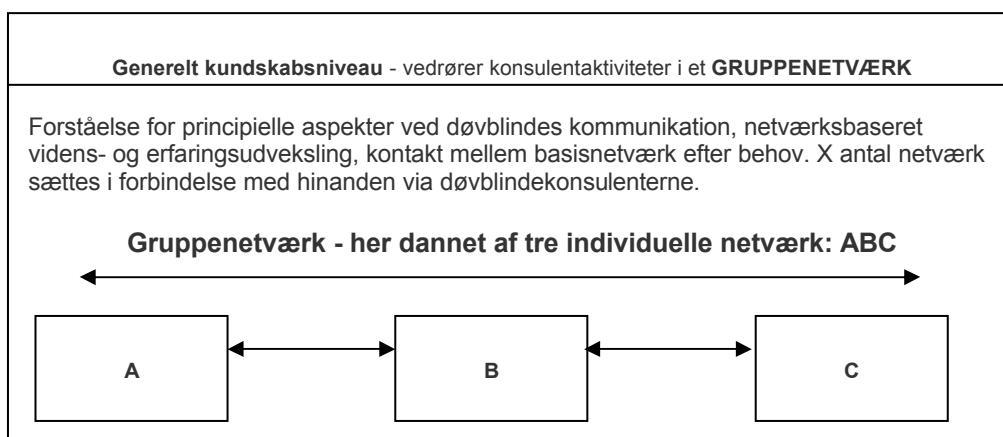 Generelt kundskabsniveau - vedrører konsulentaktiviteter i et GRUPPENETVÆRK
Forståelse for principielle aspekter ved døvblindes kommunikation, netværksbaseret
videns- og erfaringsudveksling, kontakt mellem basisnetværk efter behov. X antal netværk
sættes i forbindelse med hinanden via døvblindekonsulenterne.
Gruppenetværk - her dannet af tre individuelle netværk: ABC
A B C